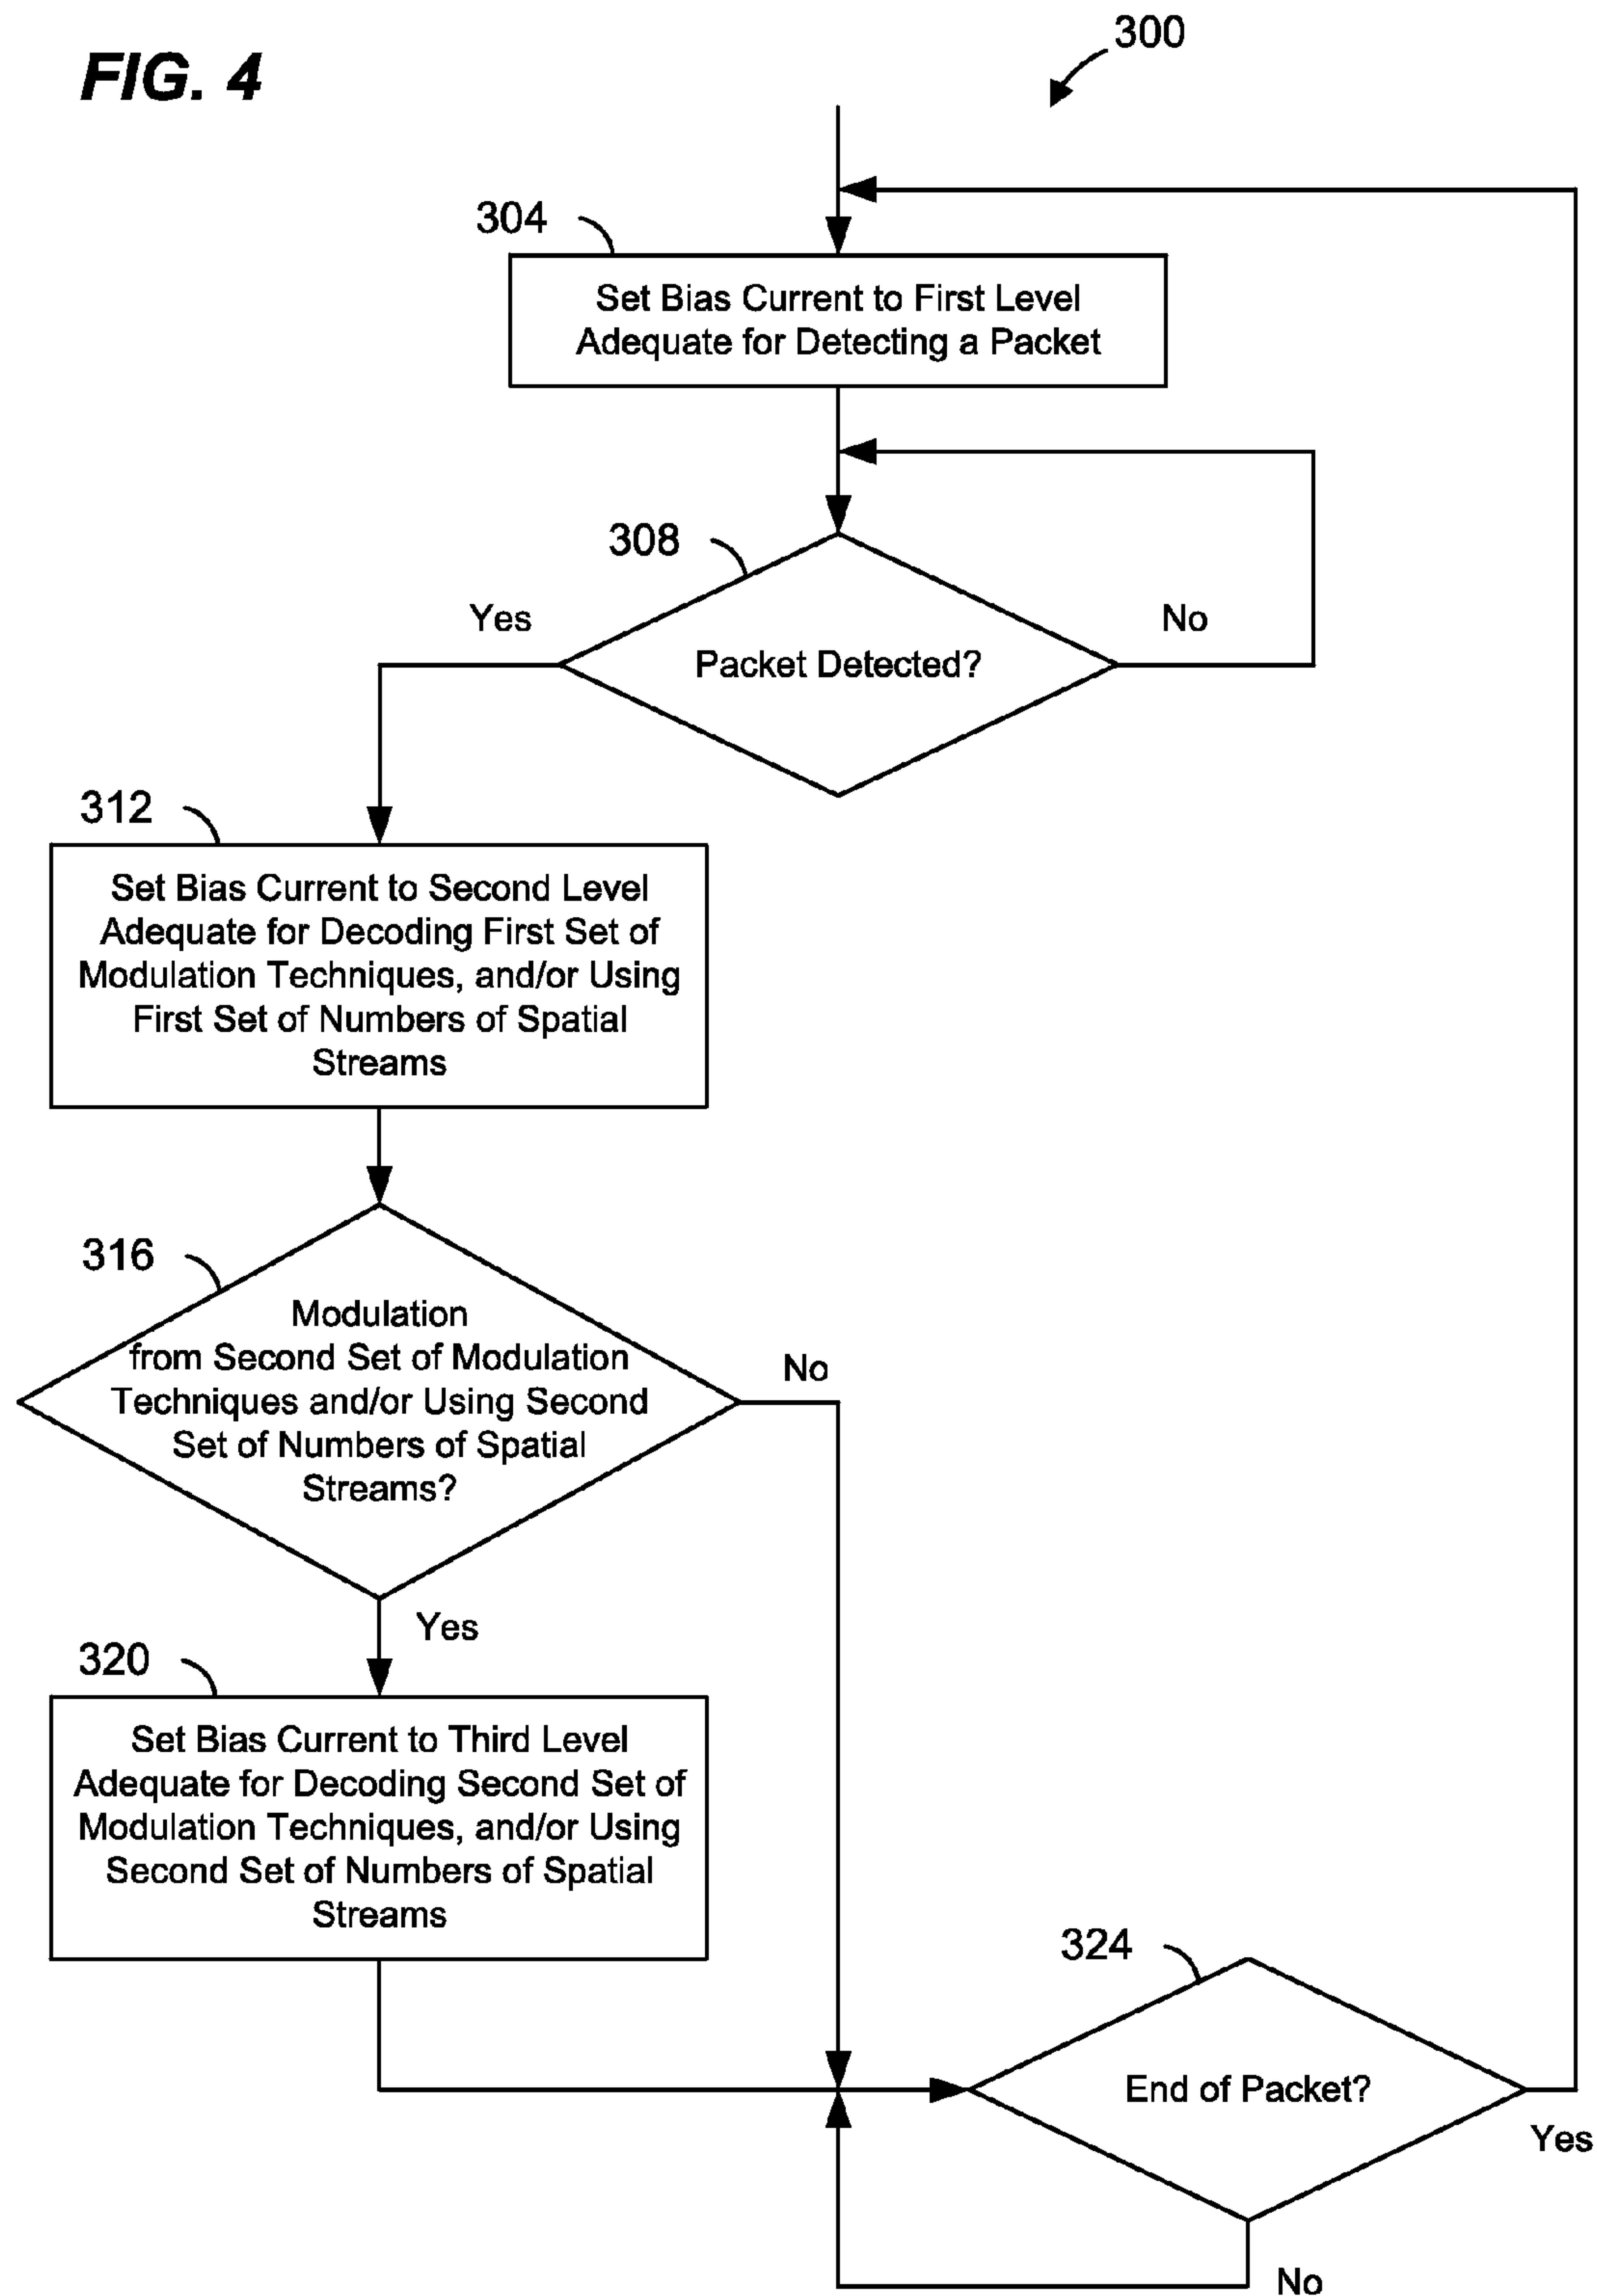 FIG. 4
300
304
Set Bias Current to First Level
Adequate for Detecting a Packet
308
Yes
No
Packet Detected?
312
Set Bias Current to Second Level
Adequate for Decoding First Set of
Modulation Techniques, and/or Using
First Set of Numbers of Spatial
Streams
316
Modulation
from Second Set of Modulation
Techniques and/or Using Second
Set of Numbers of Spatial
Streams?
No
Yes
320
Set Bias Current to Third Level
Adequate for Decoding Second Set of
Modulation Techniques, and/or Using
Second Set of Numbers of Spatial
Streams
324
End of Packet?
Yes
No